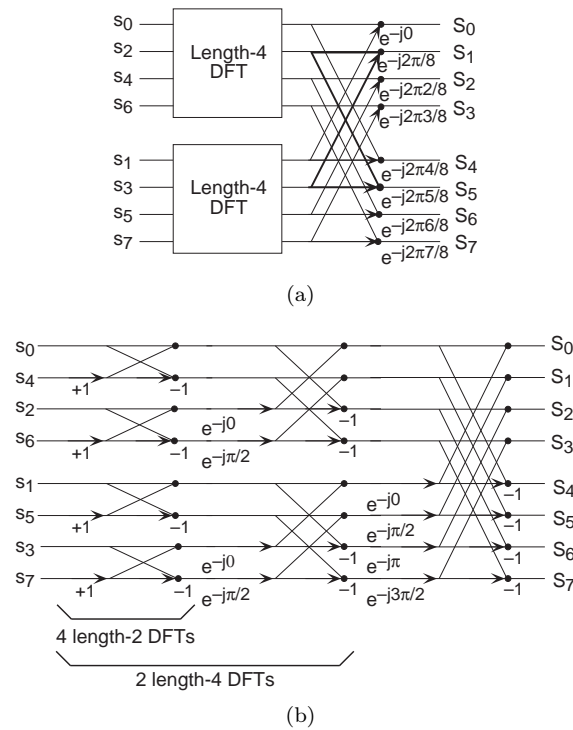 s0 S0
e–j0
s2 Length-4 S1
DFT e–j2π/8
s4 S2
e–j2π2/8
s6 S3
e–j2π3/8
s1 S4
e–j2π4/8
s3 Length-4 S5
DFT e–j2π5/8
s5 S6
e–j2π6/8
s7 S7
e–j2π7/8
(a)
s0 S0
s4 S1
+1 –1
s2 S2
e–j0 –1
s6 S3
+1 –1 e–jπ/2 –1
s1 S4
e–j0 –1
s5 S5
+1 –1 e–jπ/2 –1
s3 S6
e–j0 –1 e–jπ –1
s7 S7
+1 –1 e–jπ/2 –1 e–j3π/2 –1
4 length-2 DFTs
2 length-4 DFTs
(b)